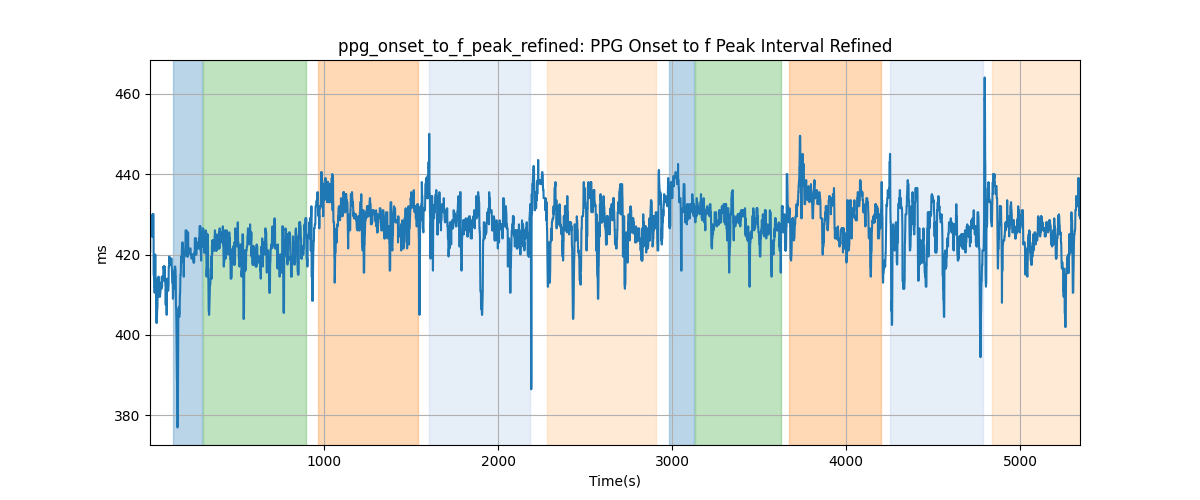 ppg_onset_to_f_peak_refined: PPG Onset to f Peak Interval Refined
460
440
420
400
380
ms
1000 2000 3000 4000 5000
Time(s)